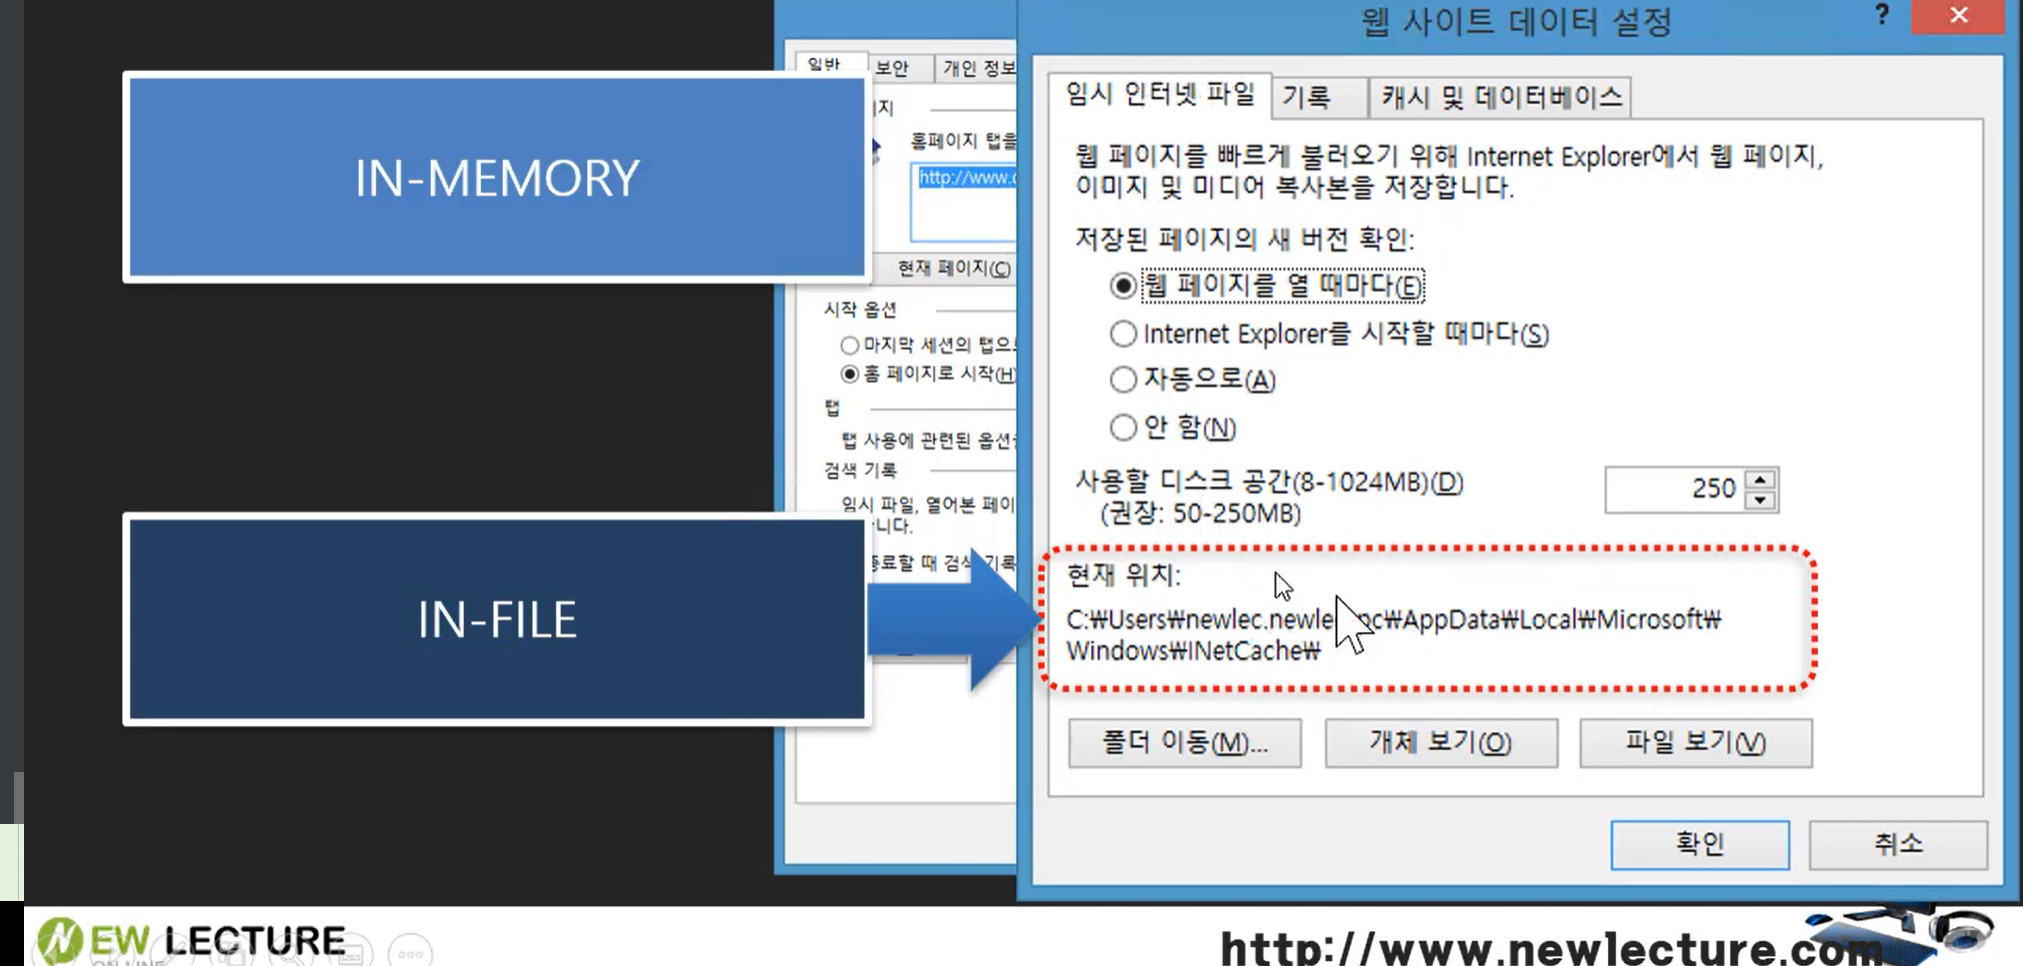 IN-MEMORY
IN-FILE
일반
보안
개인 정보
홈페이지 탭을
http://www.
현재 페이지(C)
시작 옵션
마지막 세션의 탭으
홈 페이지로 시작(H)
탭
탭 사용에 관련된 옵션
검색 기록
임시 파일, 열어본 페이
니다.
종료할 때 검색 기록
웹 사이트 데이터 설정
?
임시 인터넷 파일
기록
캐시 및 데이터베이스
웹 페이지를 빠르게 불러오기 위해 Internet Explorer에서 웹 페이지,
이미지 및 미디어 복사본을 저장합니다.
저장된 페이지의 새 버전 확인:
웹 페이지를 열 때마다(E)
Internet Explorer를 시작할 때마다(S)
자동으로(A)
안 함(N)
사용할 디스크 공간(8-1024MB)(D)
250
(권장: 50-250MB)
현재 위치:
C:₩Users₩newlec.newle pc₩AppData₩Local₩Microsoft₩
Windows₩INetCache₩
폴더 이동(M)...
개체 보기(O)
파일 보기(V)
확인
취소
NEW LECTURE
ON-LINE
http://www.newlecture.com